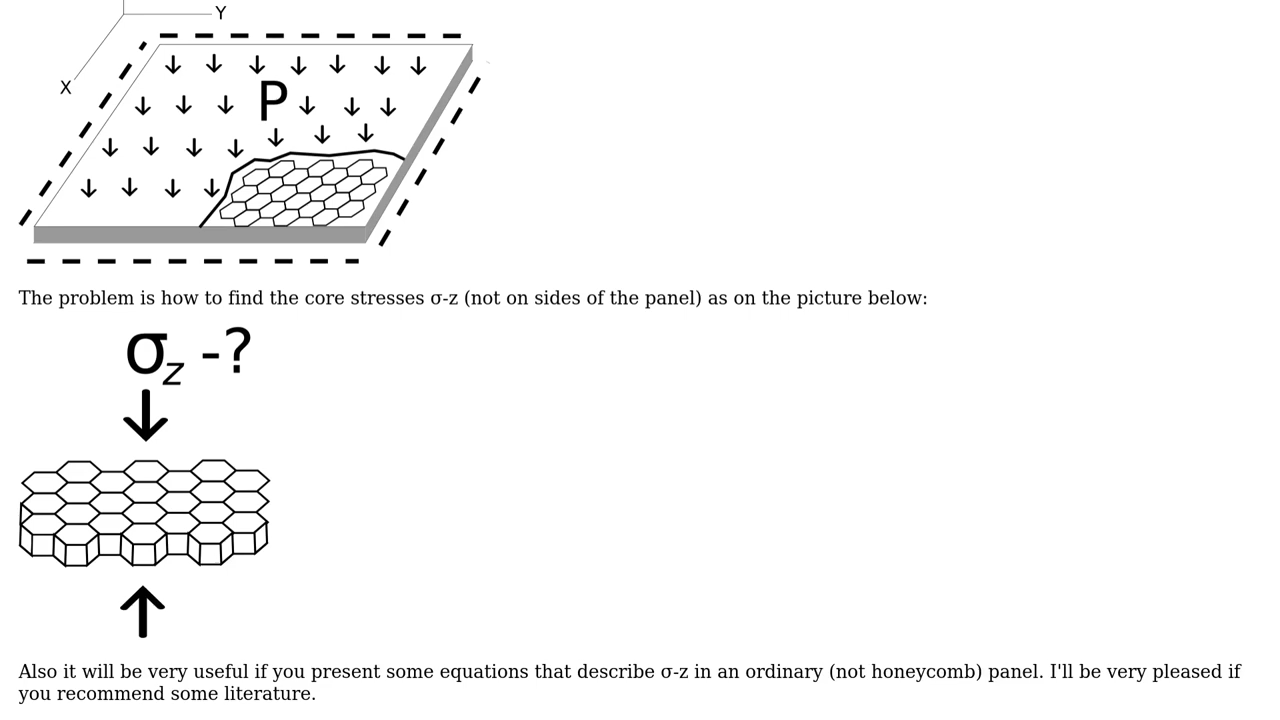 Y
X
P
The problem is how to find the core stresses σ-z (not on sides of the panel) as on the picture below:
σz -?
Also it will be very useful if you present some equations that describe σ-z in an ordinary (not honeycomb) panel. I'll be very pleased if
you recommend some literature.